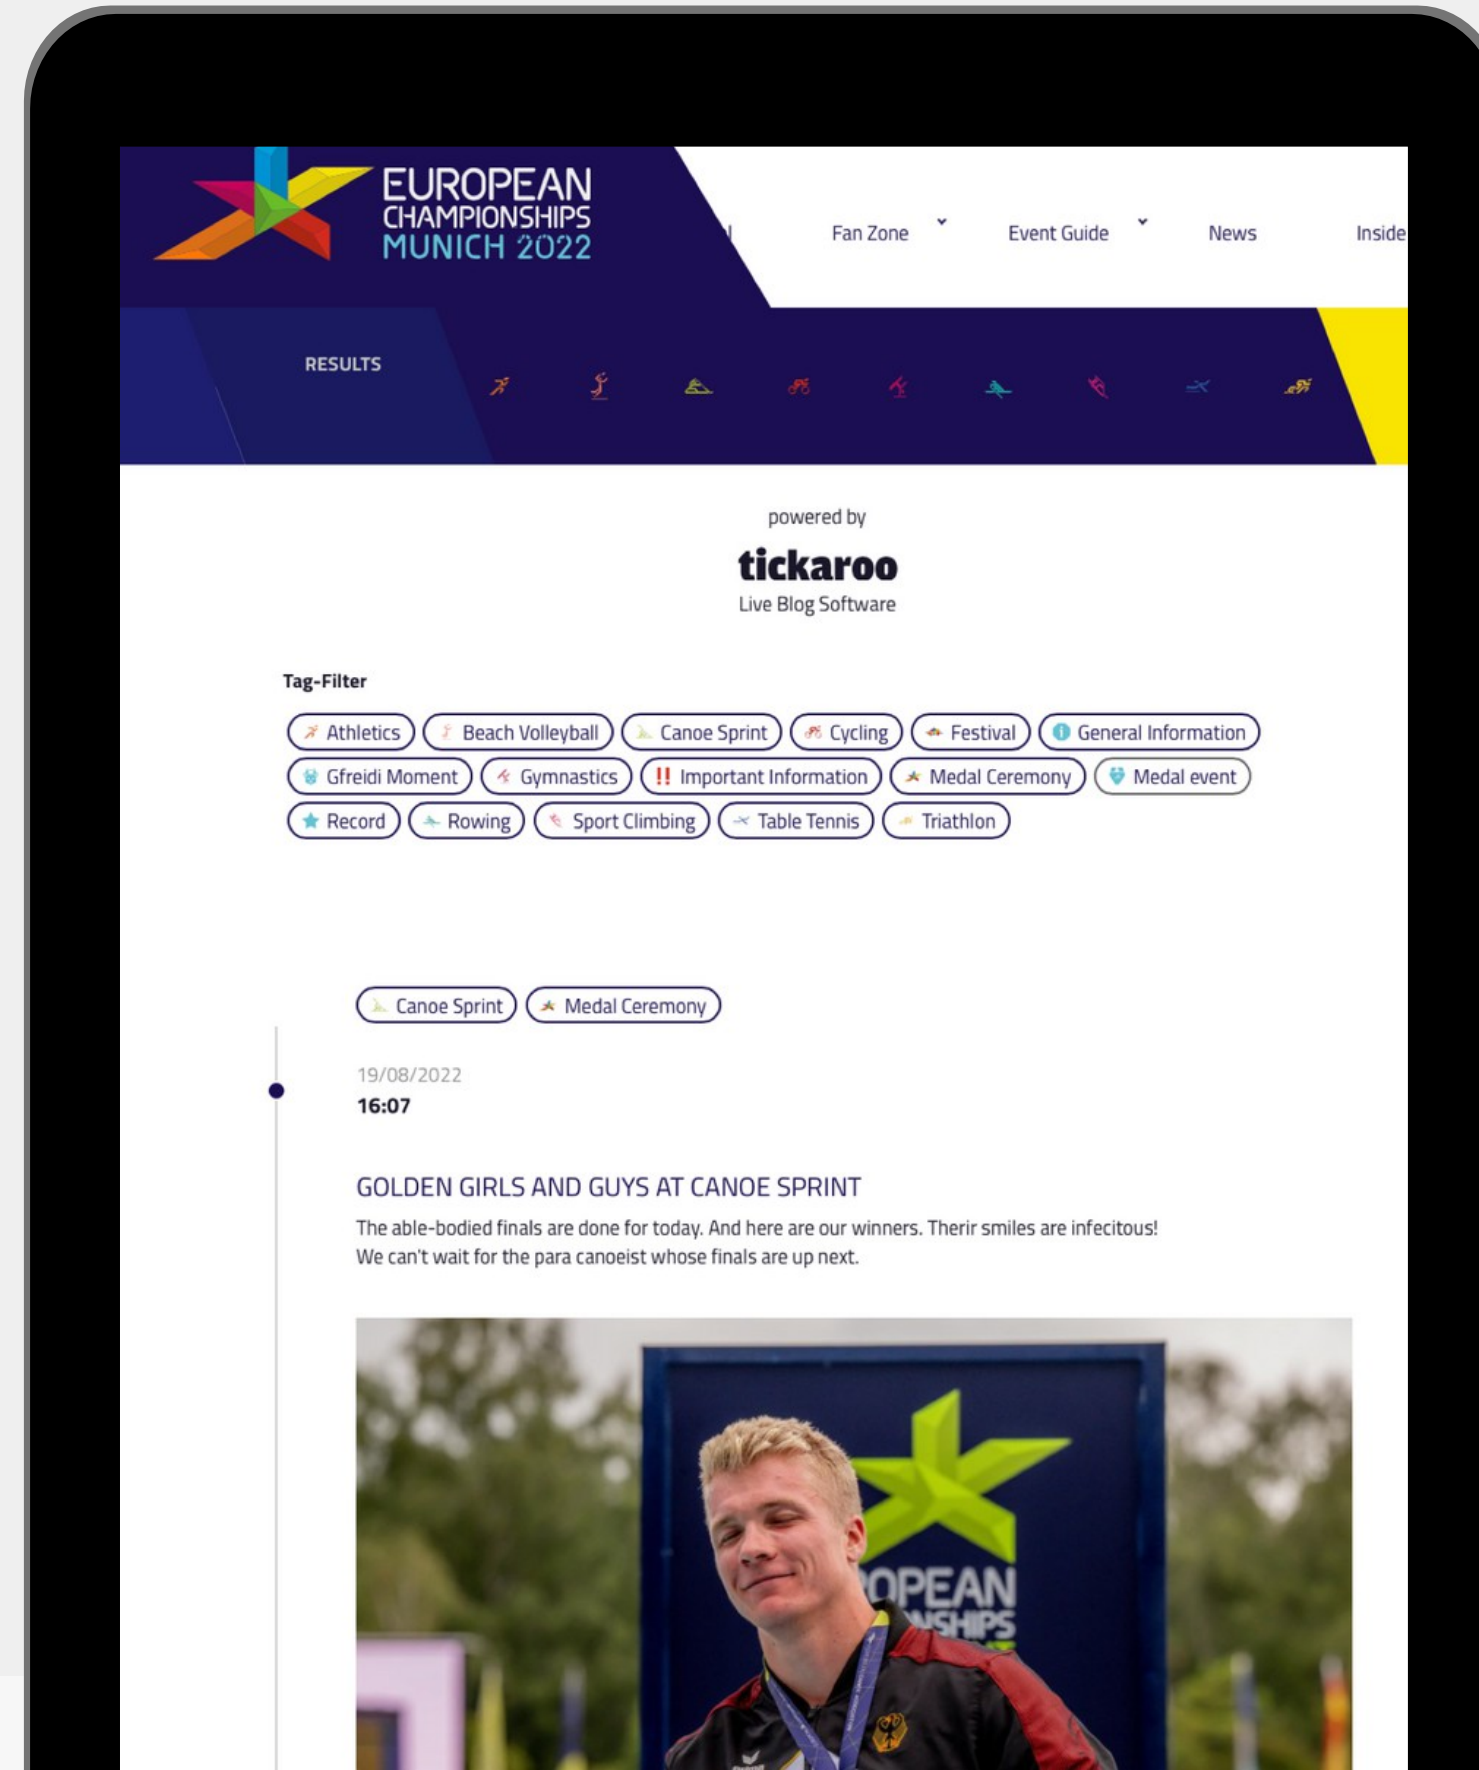 EUROPEAN
CHAMPIONSHIPS
MUNICH 2022
Fan Zone
Event Guide
News
Inside
RESULTS
powered by
tickaroo
Live Blog Software
Tag-Filter
Athletics Beach Volleyball Canoe Sprint Cycling Festival General Information
Gfreidi Moment Gymnastics !! Important Information Medal Ceremony Medal event
Record Rowing Sport Climbing Table Tennis Triathlon
Canoe Sprint Medal Ceremony
19/08/2022
16:07
GOLDEN GIRLS AND GUYS AT CANOE SPRINT
The able-bodied finals are done for today. And here are our winners. Therir smiles are infecitous!
We can't wait for the para canoeist whose finals are up next.
OPEAN
NSHIPS